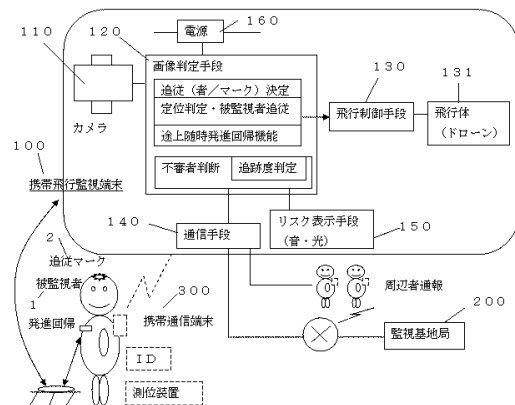 110
120
電源
160
画像判定手段
追従（者／マーク）決定
定位判定・被監視者追従
途上随時発進回帰機能
不審者判断
追跡度判定
130
飛行制御手段
131
飛行体
（ドローン）
カメラ
100
携帯飛行監視端末
140
通信手段
リスク表示手段
（音・光）
150
2
追従マーク
被監視者
1
発進回帰
300
携帯通信端末
周辺者通報
200
監視基地局
ID
測位装置